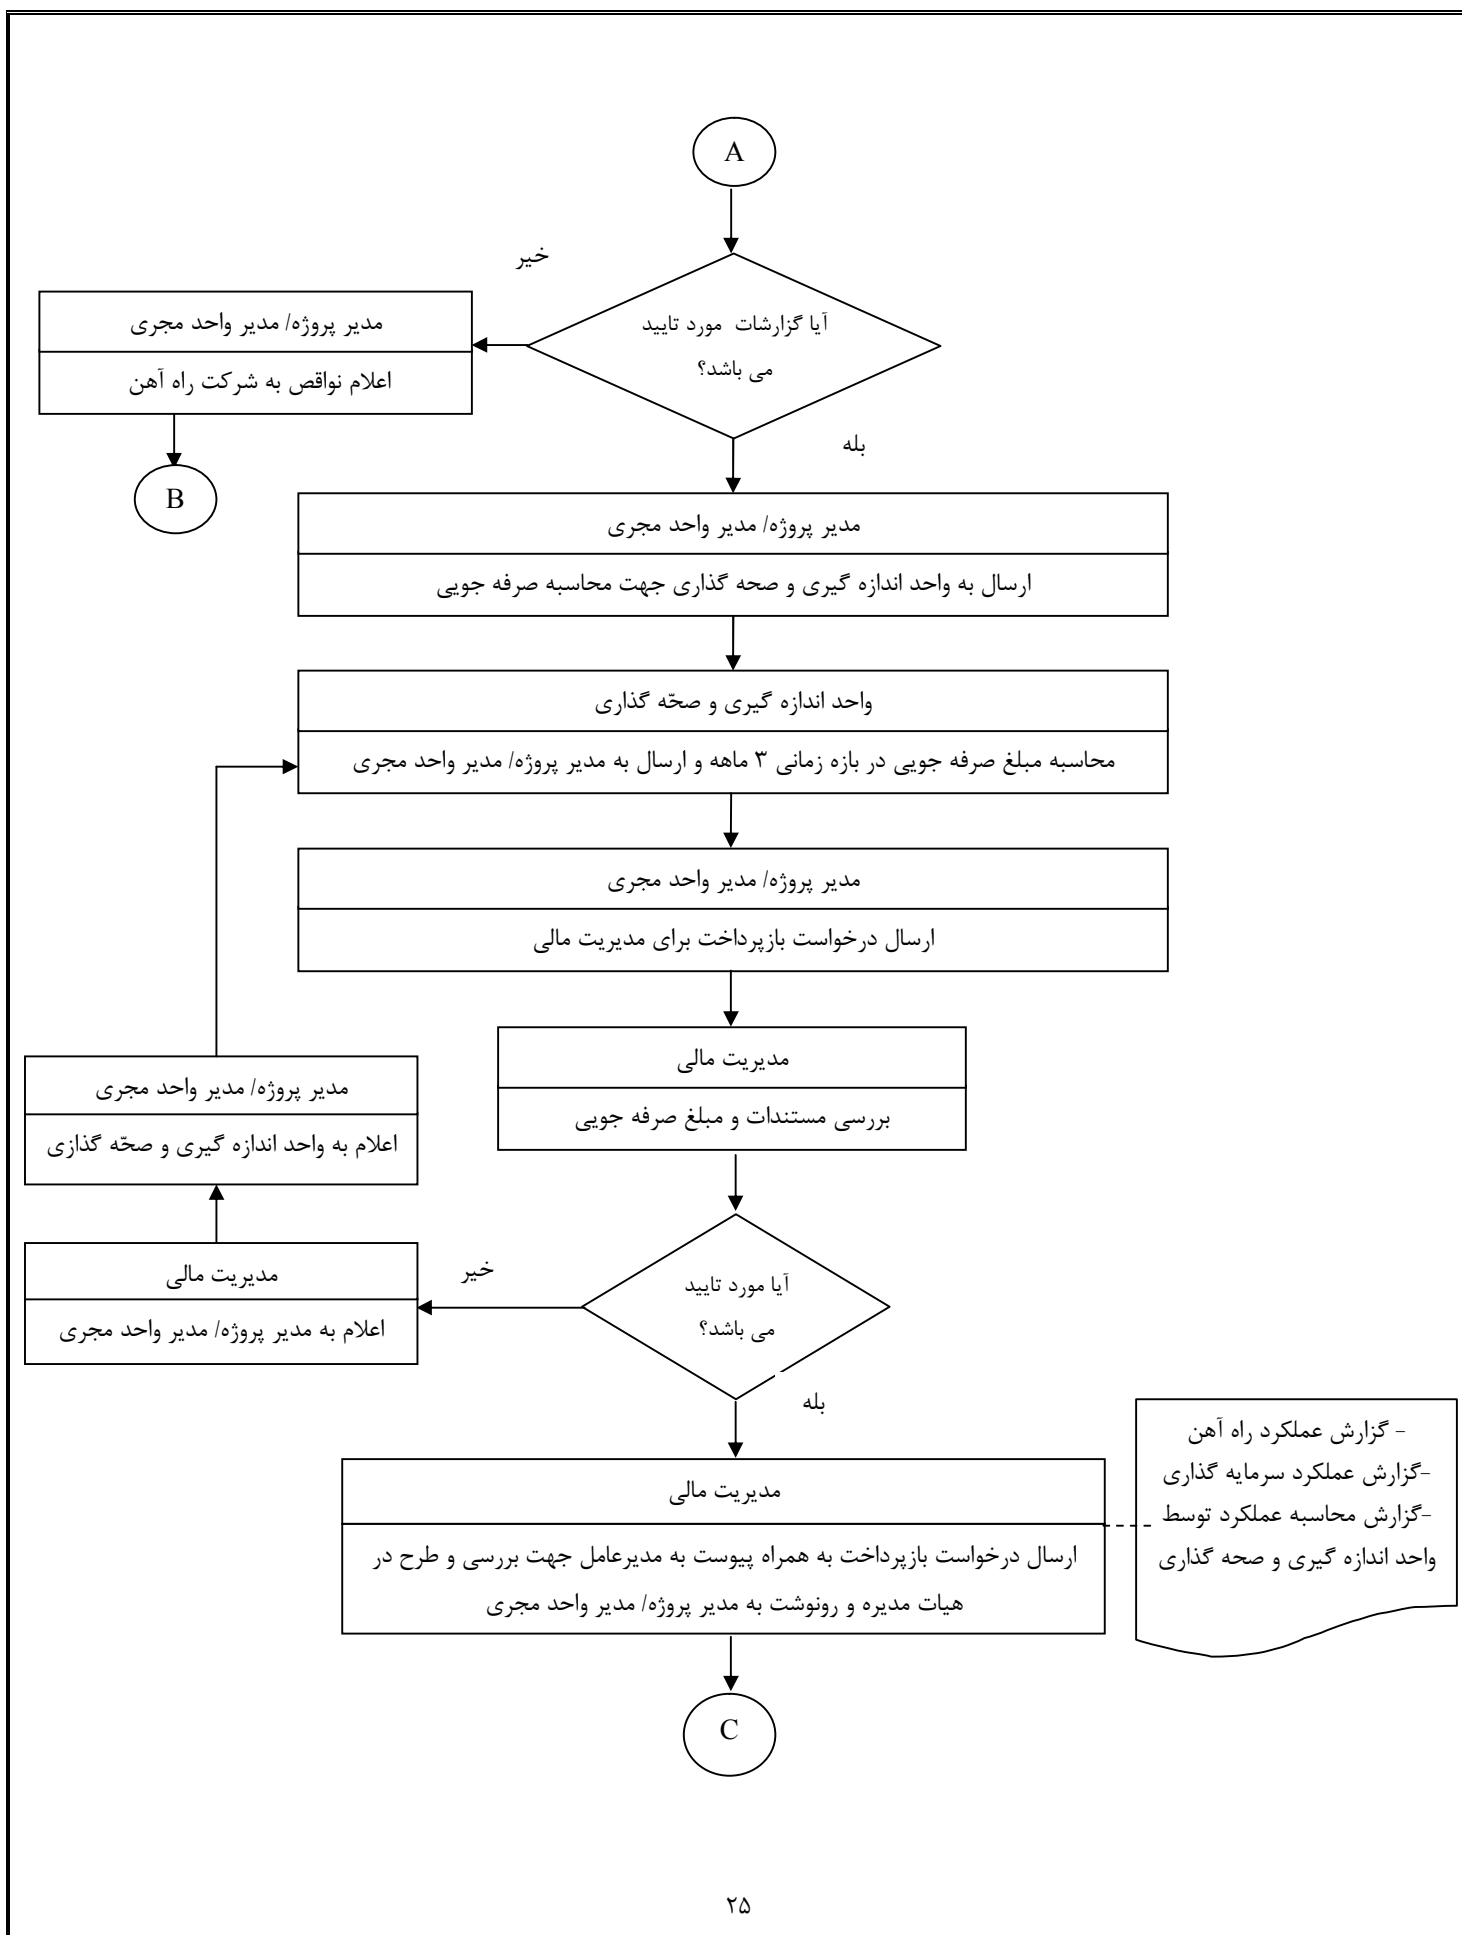 A
خیر
آیا گزارشات مورد تایید
می باشد؟
مدیر پروژه/ مدیر واحد مجری
اعلام نواقص به شرکت راه آهن
بله
B
مدیر پروژه/ مدیر واحد مجری
ارسال به واحد اندازه گیری و صحه گذاری جهت محاسبه صرفه جویی
واحد اندازه گیری و صحّه گذاری
محاسبه مبلغ صرفه جویی در بازه زمانی ۳ ماهه و ارسال به مدیر پروژه/ مدیر واحد مجری
مدیر پروژه/ مدیر واحد مجری
ارسال درخواست بازپرداخت برای مدیریت مالی
مدیریت مالی
بررسی مستندات و مبلغ صرفه جویی
مدیر پروژه/ مدیر واحد مجری
اعلام به واحد اندازه گیری و صحّه گذازی
آیا مورد تایید
می باشد؟
خیر
مدیریت مالی
اعلام به مدیر پروژه/ مدیر واحد مجری
بله
مدیریت مالی
ارسال درخواست بازپرداخت به همراه پیوست به مدیرعامل جهت بررسی و طرح در
هیات مدیره و رونوشت به مدیر پروژه/ مدیر واحد مجری
- گزارش عملکرد راه آهن
-گزارش عملکرد سرمایه گذاری
-گزارش محاسبه عملکرد توسط
واحد اندازه گیری و صحه گذاری
C
۲۵